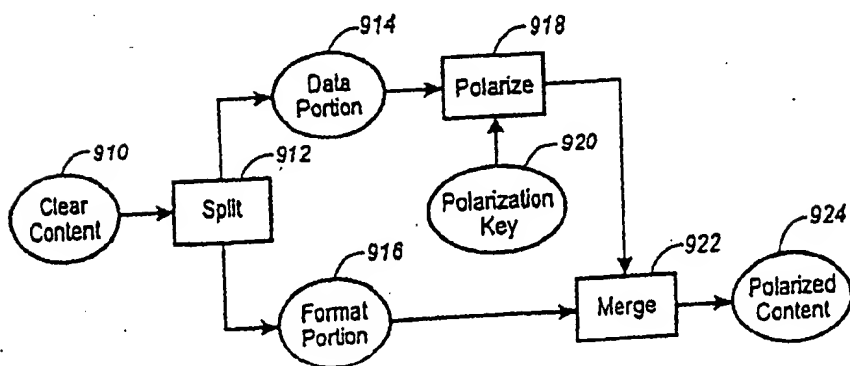 914
Data
Portion
918
Polarize
910
Clear
Content
912
Split
920
Polarization
Key
916
Format
Portion
922
Merge
924
Polarized
Content